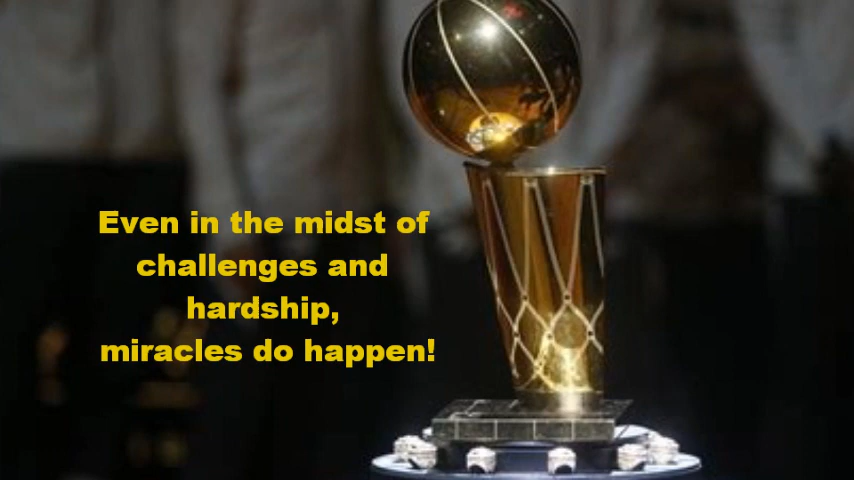 Even in the midst of
challenges and
hardship,
miracles do happen!